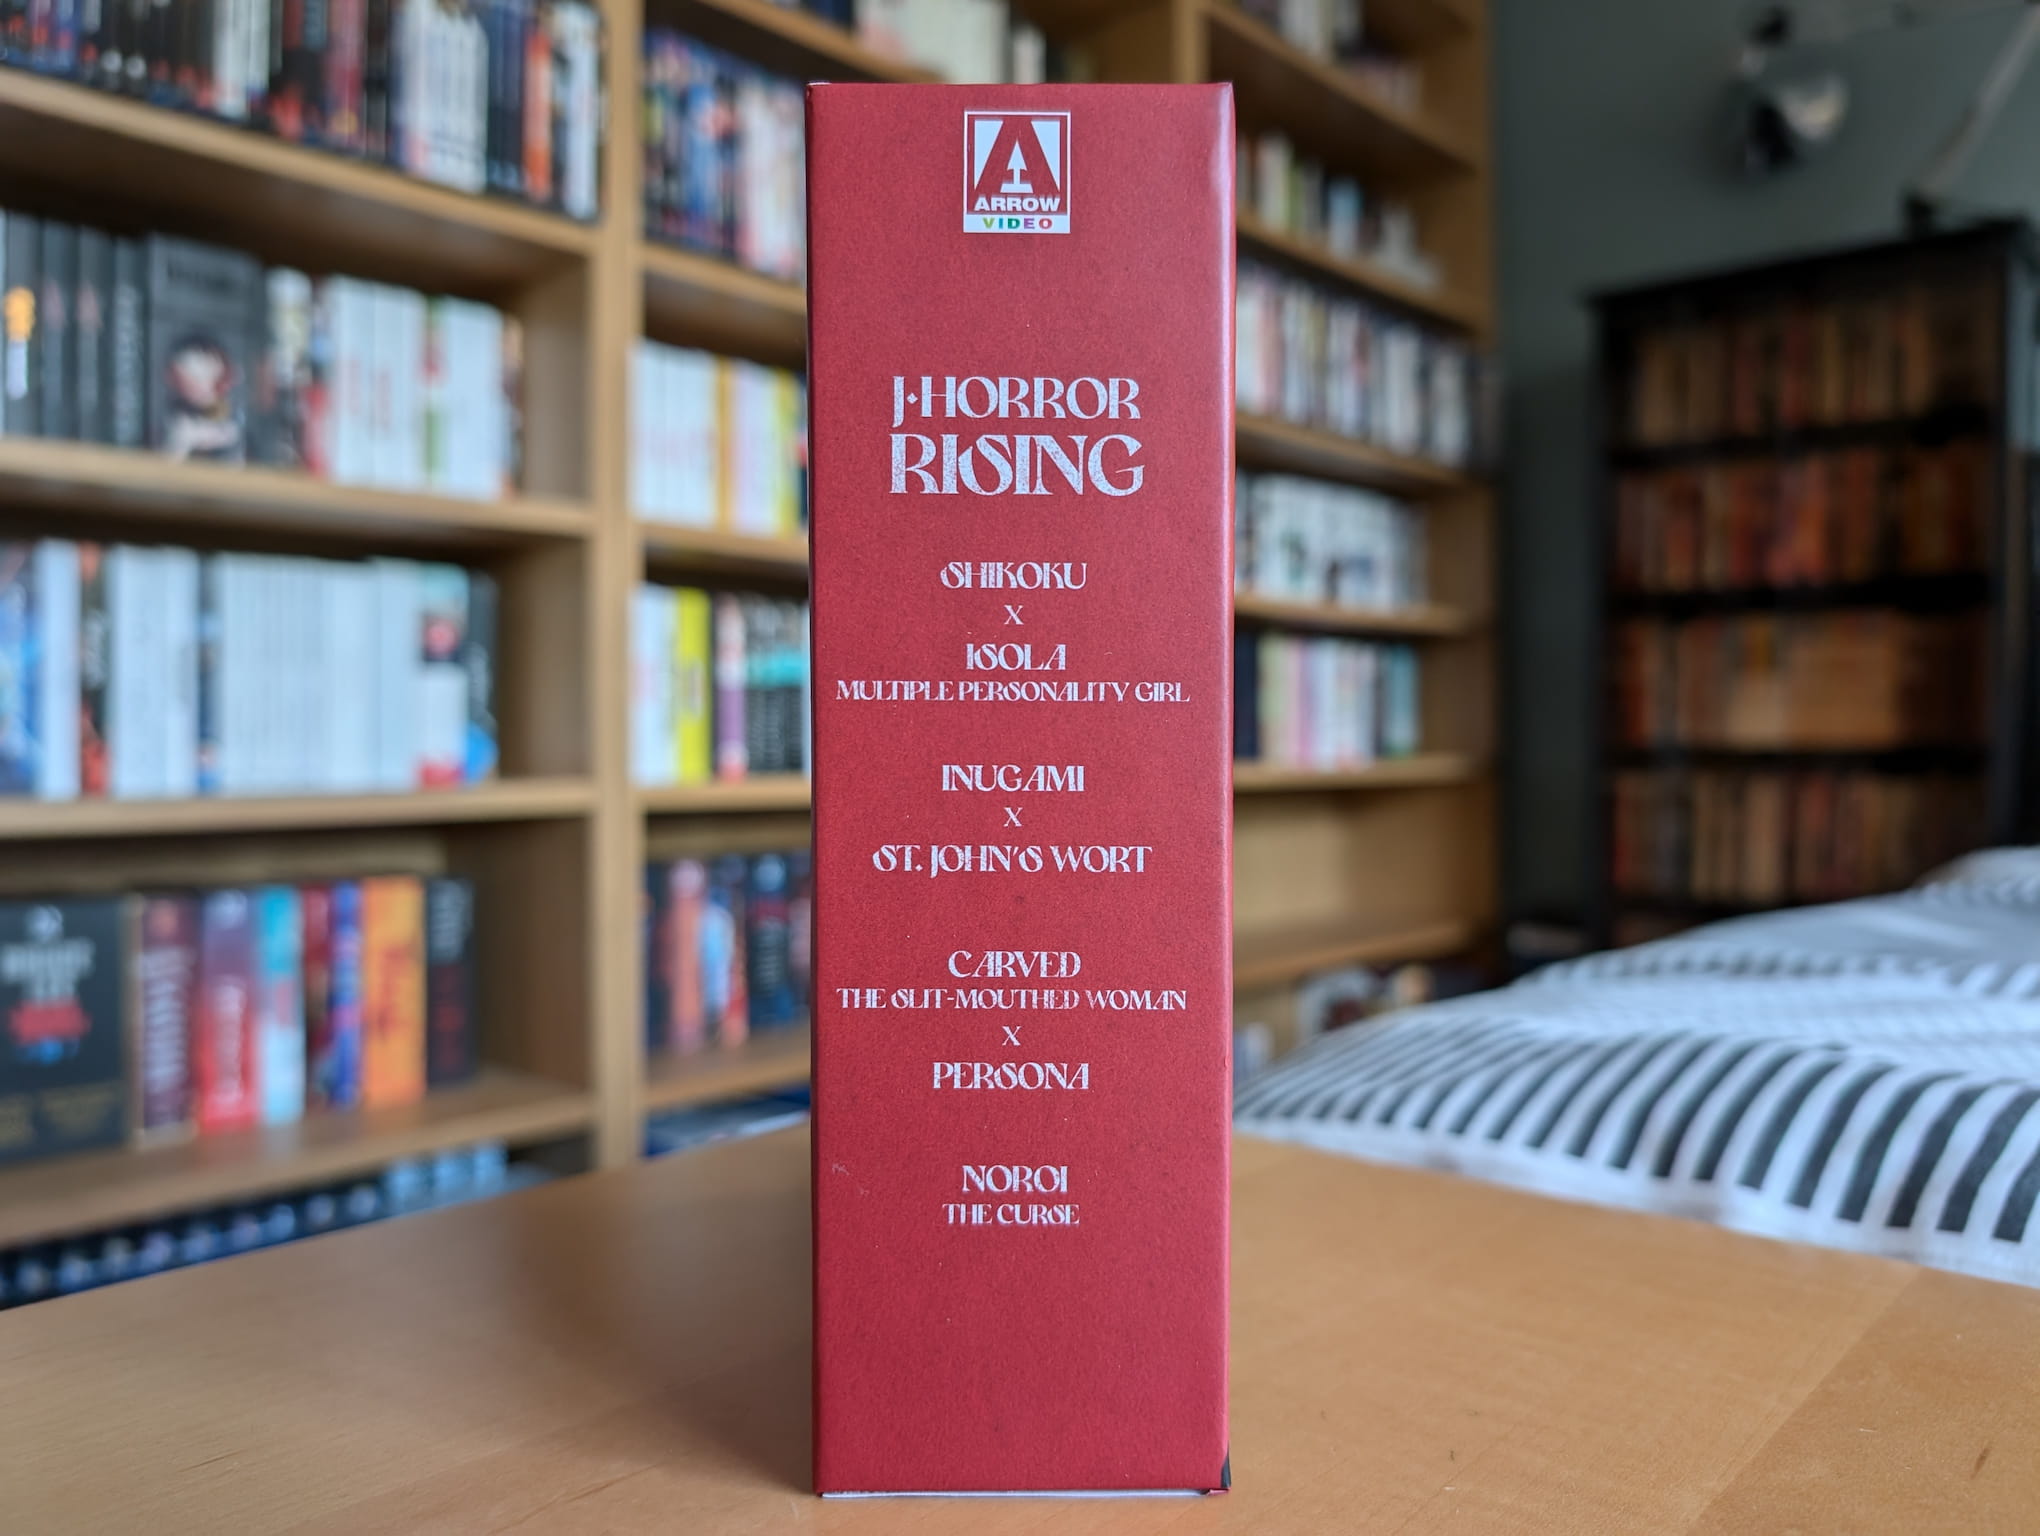 ARROW
VIDEO
J-HORROR
RISING
SHIKOKU
X
ISOLA
MULTIPLE PERSONALITY GIRL
INUGAMI
X
ST. JOHN'S WORT
CARVED
THE SLIT-MOUTHED WOMAN
X
PERSONA
NOROI
THE CURSE